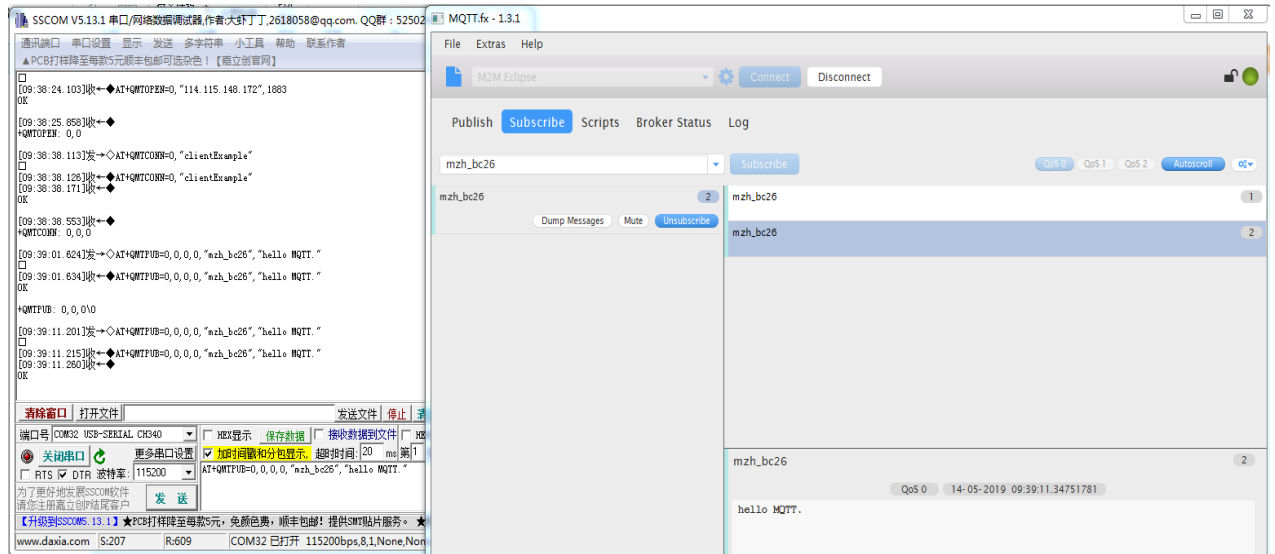 SSCOM V5.13.1 串口/网络数据调试器,作者:大虾丁丁,2618058@qq.com. QQ群：52502
通讯端口 串口设置 显示 发送 多字符串 小工具 帮助 联系作者
▲PCB打样降至每款5元顺丰包邮可选杂色！【嘉立创官网】
[09:38:24.103]收←◆AT+QMTOPEN=0,"114.115.148.172",1883
OK
[09:38:25.858]收←◆
+QMTOPEN: 0,0
[09:38:38.113]发→◇AT+QMTCONN=0,"clientExample"
□
[09:38:38.126]收←◆AT+QMTCONN=0,"clientExample"
[09:38:38.171]收←◆
OK
[09:38:38.553]收←◆
+QMTCONN: 0,0,0
[09:39:01.624]发→◇AT+QMTPUB=0,0,0,0,"mzh_bc26","hello MQTT."
□
[09:39:01.634]收←◆AT+QMTPUB=0,0,0,0,"mzh_bc26","hello MQTT."
OK
+QMTPUB: 0,0,0\0
[09:39:11.201]发→◇AT+QMTPUB=0,0,0,0,"mzh_bc26","hello MQTT."
□
[09:39:11.215]收←◆AT+QMTPUB=0,0,0,0,"mzh_bc26","hello MQTT."
[09:39:11.260]收←◆
OK
清除窗口 打开文件 发送文件 停止 清
端口号 COM32 USB-SERIAL CH340 HEX显示 保存数据 接收数据到文件 HE
关闭串口 更多串口设置 加时间戳和分包显示, 超时时间: 20 ms 第1
RTS DTR 波特率: 115200 AT+QMTPUB=0,0,0,0,"mzh_bc26","hello MQTT."
为了更好地发展SSCOM软件
请您注册嘉立创F结尾客户
发 送
【升级到SSCOM5.13.1】★PCB打样降至每款5元，免颜色费，顺丰包邮！提供SMT贴片服务。★
www.daxia.com S:207 R:609 COM32 已打开 115200bps,8,1,None,Non
MQTT.fx - 1.3.1
File Extras Help
M2M Eclipse Connect Disconnect
Publish Subscribe Scripts Broker Status Log
mzh_bc26 Subscribe QoS 0 QoS 1 QoS 2 Autoscroll
mzh_bc26 2
Dump Messages Mute Unsubscribe
mzh_bc26 1
mzh_bc26 2
mzh_bc26 2
QoS 0 14-05-2019 09:39:11.34751781
hello MQTT.